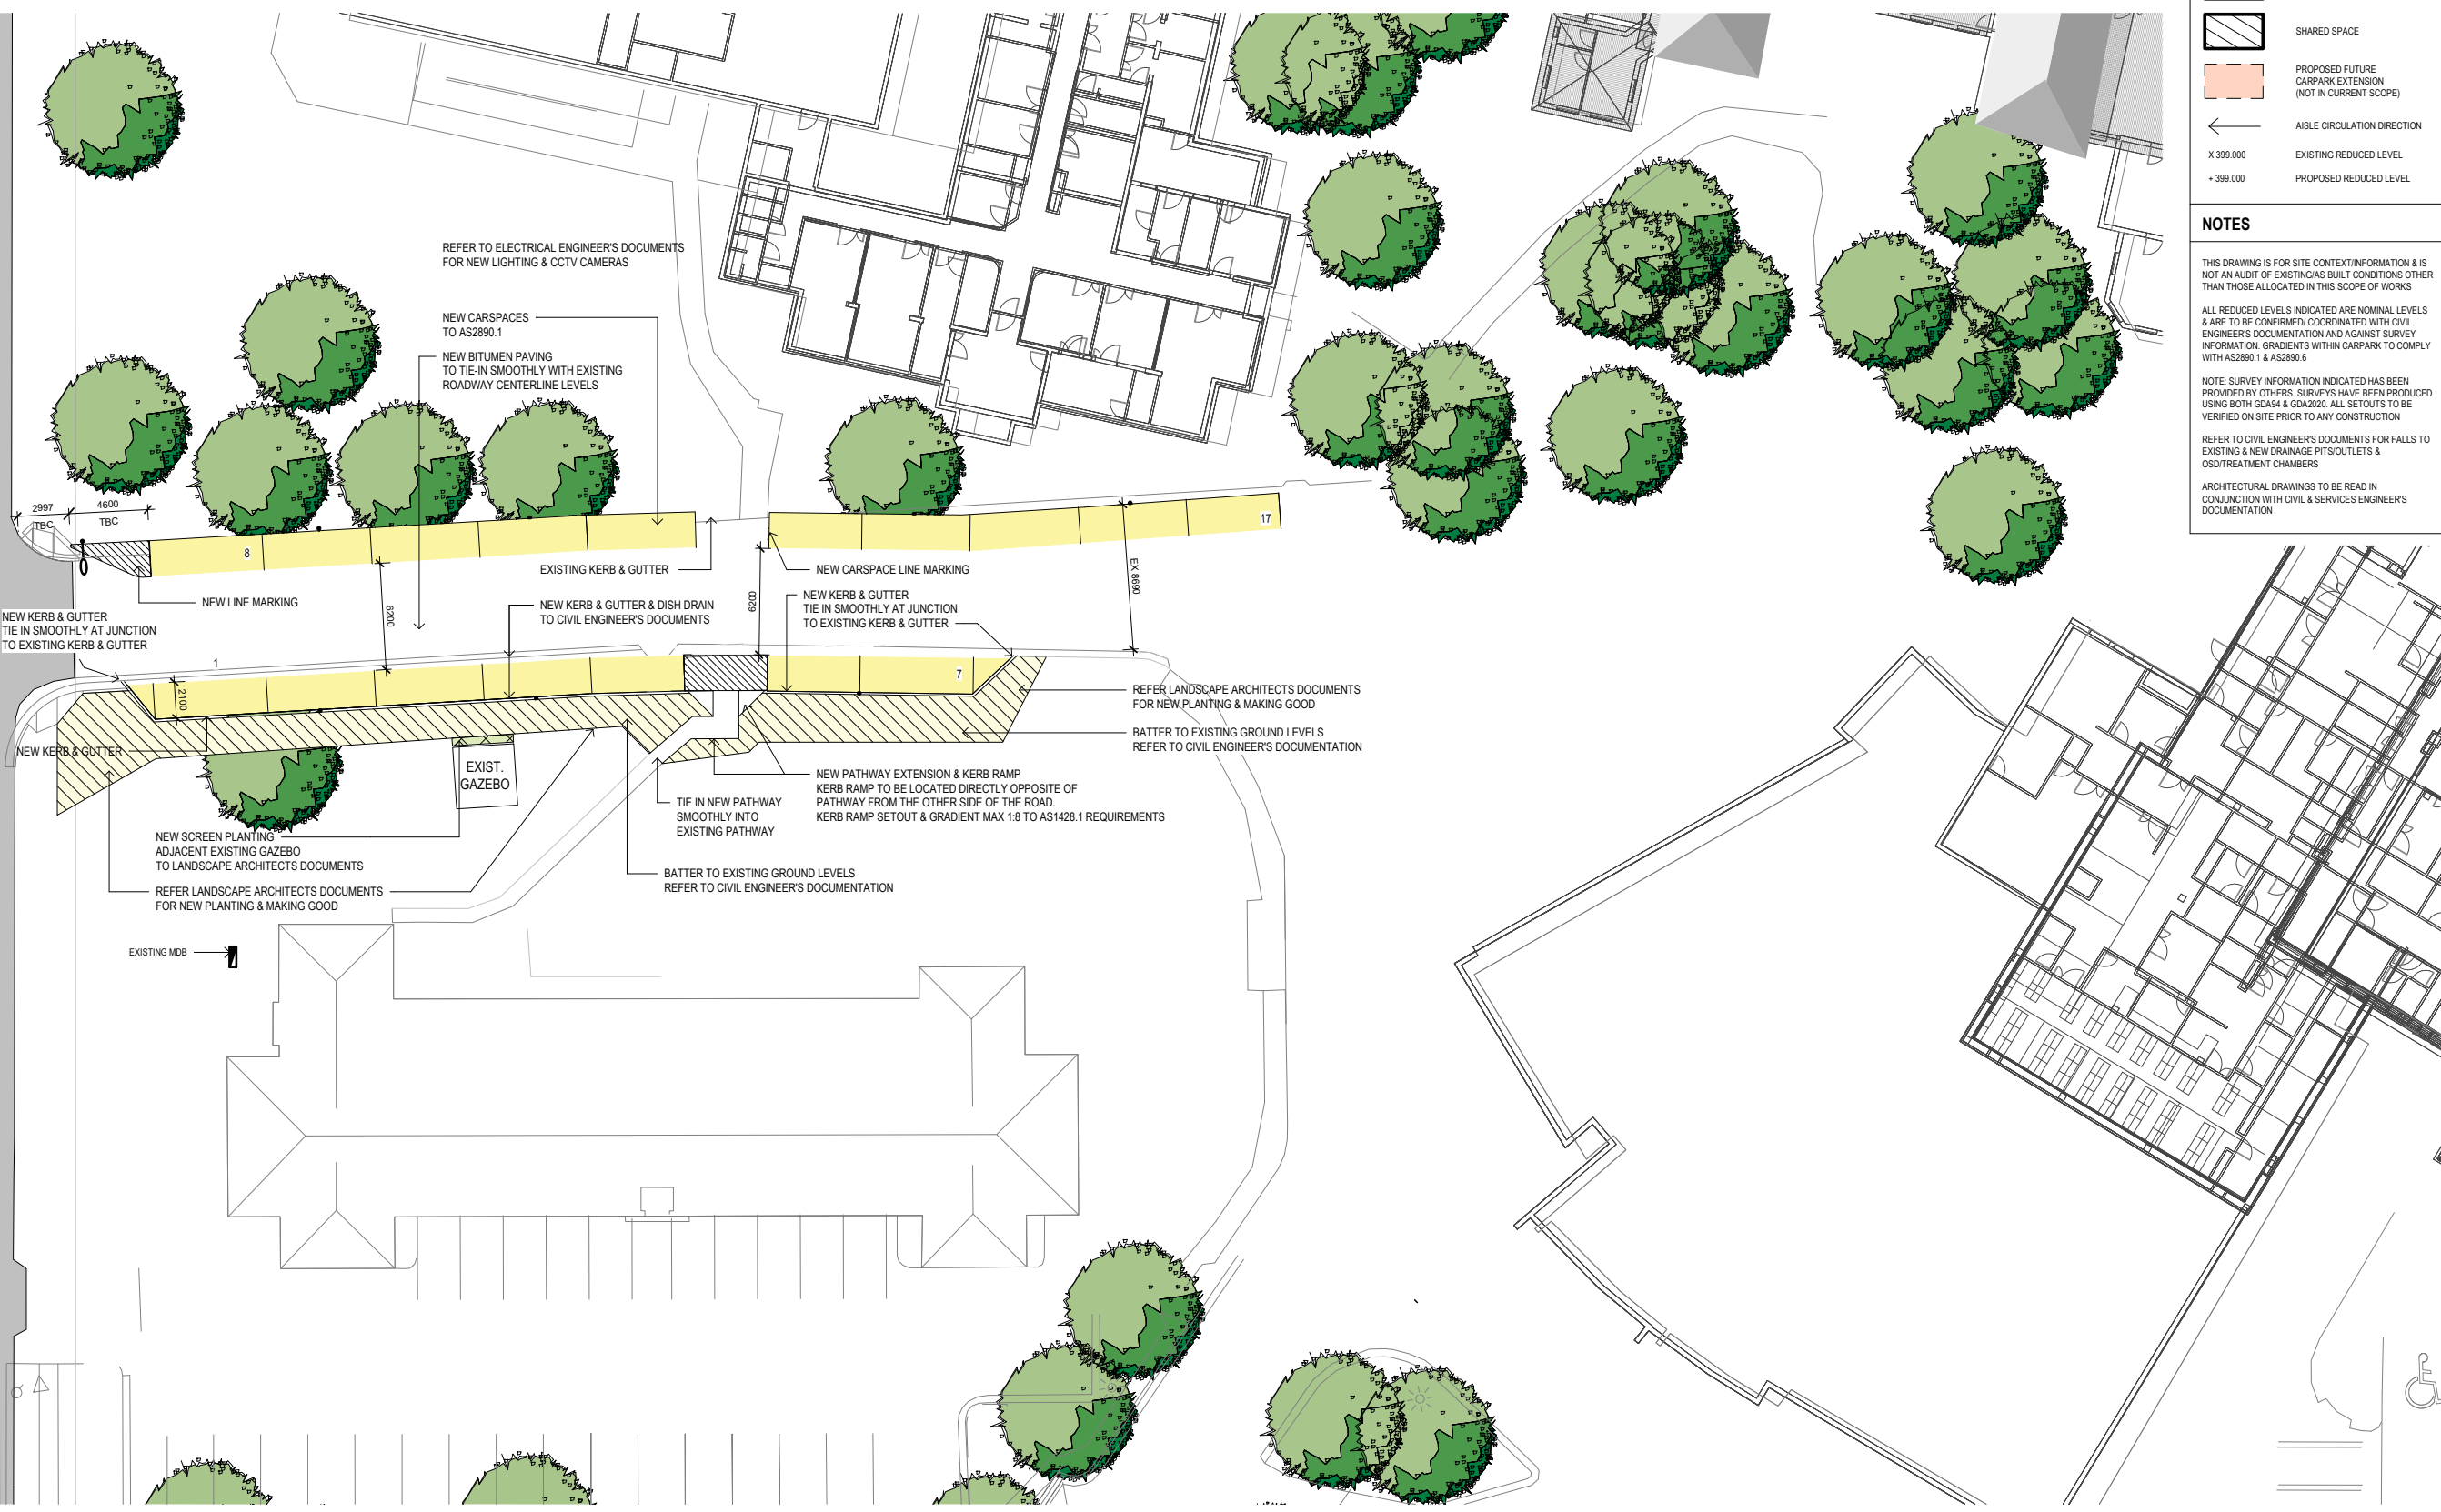 SHARED SPACE
PROPOSED FUTURE
CARPARK EXTENSION
(NOT IN CURRENT SCOPE)
AISLE CIRCULATION DIRECTION
X 399.000
EXISTING REDUCED LEVEL
+ 399.000
PROPOSED REDUCED LEVEL
NOTES
THIS DRAWING IS FOR SITE CONTEXT/INFORMATION & IS
NOT AN AUDIT OF EXISTING/AS BUILT CONDITIONS OTHER
THAN THOSE ALLOCATED IN THIS SCOPE OF WORKS
ALL REDUCED LEVELS INDICATED ARE NOMINAL LEVELS
& ARE TO BE CONFIRMED/ COORDINATED WITH CIVIL
ENGINEER'S DOCUMENTATION AND AGAINST SURVEY
INFORMATION. GRADIENTS WITHIN CARPARK TO COMPLY
WITH AS2890.1 & AS2890.6
NOTE: SURVEY INFORMATION INDICATED HAS BEEN
PROVIDED BY OTHERS. SURVEYS HAVE BEEN PRODUCED
USING BOTH GDA94 & GDA2020. ALL SETOUTS TO BE
VERIFIED ON SITE PRIOR TO ANY CONSTRUCTION
REFER TO CIVIL ENGINEER'S DOCUMENTS FOR FALLS TO
EXISTING & NEW DRAINAGE PITS/OUTLETS &
OSD/TREATMENT CHAMBERS
ARCHITECTURAL DRAWINGS TO BE READ IN
CONJUNCTION WITH CIVIL & SERVICES ENGINEER'S
DOCUMENTATION
REFER TO ELECTRICAL ENGINEER'S DOCUMENTS
FOR NEW LIGHTING & CCTV CAMERAS
NEW CARSPACES
TO AS2890.1
NEW BITUMEN PAVING
TO TIE-IN SMOOTHLY WITH EXISTING
ROADWAY CENTERLINE LEVELS
2997
TBC
4600
TBC
8
17
EXISTING KERB & GUTTER
NEW CARSPACE LINE MARKING
EX 8690
NEW LINE MARKING
6200
6200
NEW KERB & GUTTER
TIE IN SMOOTHLY AT JUNCTION
TO EXISTING KERB & GUTTER
NEW KERB & GUTTER & DISH DRAIN
TO CIVIL ENGINEER'S DOCUMENTS
NEW KERB & GUTTER
TIE IN SMOOTHLY AT JUNCTION
TO EXISTING KERB & GUTTER
1
7
2100
REFER LANDSCAPE ARCHITECTS DOCUMENTS
FOR NEW PLANTING & MAKING GOOD
BATTER TO EXISTING GROUND LEVELS
REFER TO CIVIL ENGINEER'S DOCUMENTATION
NEW KERB & GUTTER
EXIST.
GAZEBO
NEW PATHWAY EXTENSION & KERB RAMP
KERB RAMP TO BE LOCATED DIRECTLY OPPOSITE OF
PATHWAY FROM THE OTHER SIDE OF THE ROAD.
KERB RAMP SETOUT & GRADIENT MAX 1:8 TO AS1428.1 REQUIREMENTS
TIE IN NEW PATHWAY
SMOOTHLY INTO
EXISTING PATHWAY
NEW SCREEN PLANTING
ADJACENT EXISTING GAZEBO
TO LANDSCAPE ARCHITECTS DOCUMENTS
BATTER TO EXISTING GROUND LEVELS
REFER TO CIVIL ENGINEER'S DOCUMENTATION
REFER LANDSCAPE ARCHITECTS DOCUMENTS
FOR NEW PLANTING & MAKING GOOD
EXISTING MDB